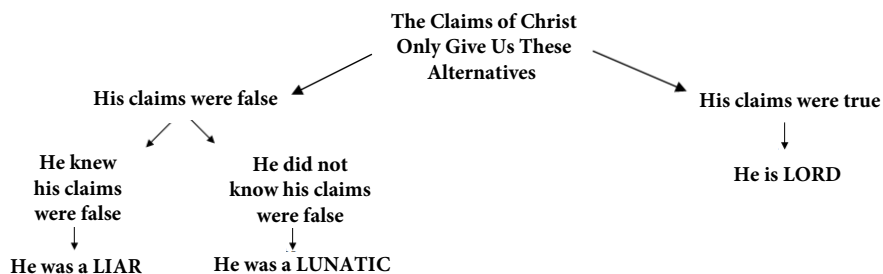 The Claims of Christ
Only Give Us These
Alternatives
His claims were false
His claims were true
He knew
his claims
were false
He did not
know his claims
were false
He is LORD
He was a LIAR
He was a LUNATIC